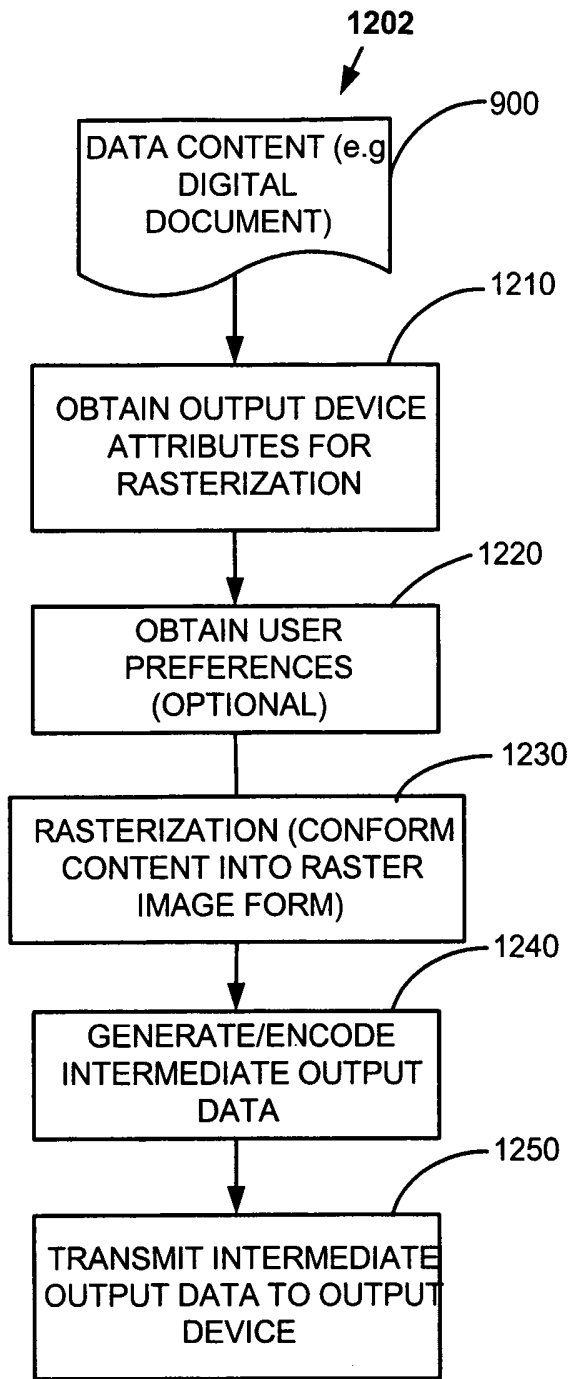 1202
900
DATA CONTENT (e.g
DIGITAL
DOCUMENT)
1210
OBTAIN OUTPUT DEVICE
ATTRIBUTES FOR
RASTERIZATION
1220
OBTAIN USER
PREFERENCES
(OPTIONAL)
1230
RASTERIZATION (CONFORM
CONTENT INTO RASTER
IMAGE FORM)
1240
GENERATE/ENCODE
INTERMEDIATE OUTPUT
DATA
1250
TRANSMIT INTERMEDIATE
OUTPUT DATA TO OUTPUT
DEVICE